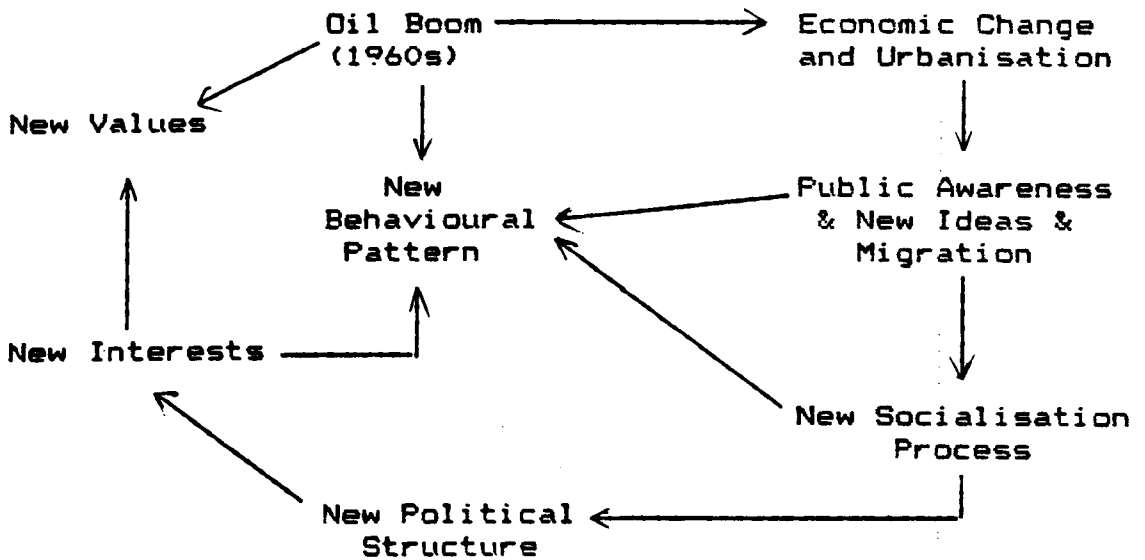 Oil Boom
(1960s)
Economic Change
and Urbanisation
New Values
New
Behavioural
Pattern
Public Awareness
& New Ideas &
Migration
New Interests
New Socialisation
Process
New Political
Structure